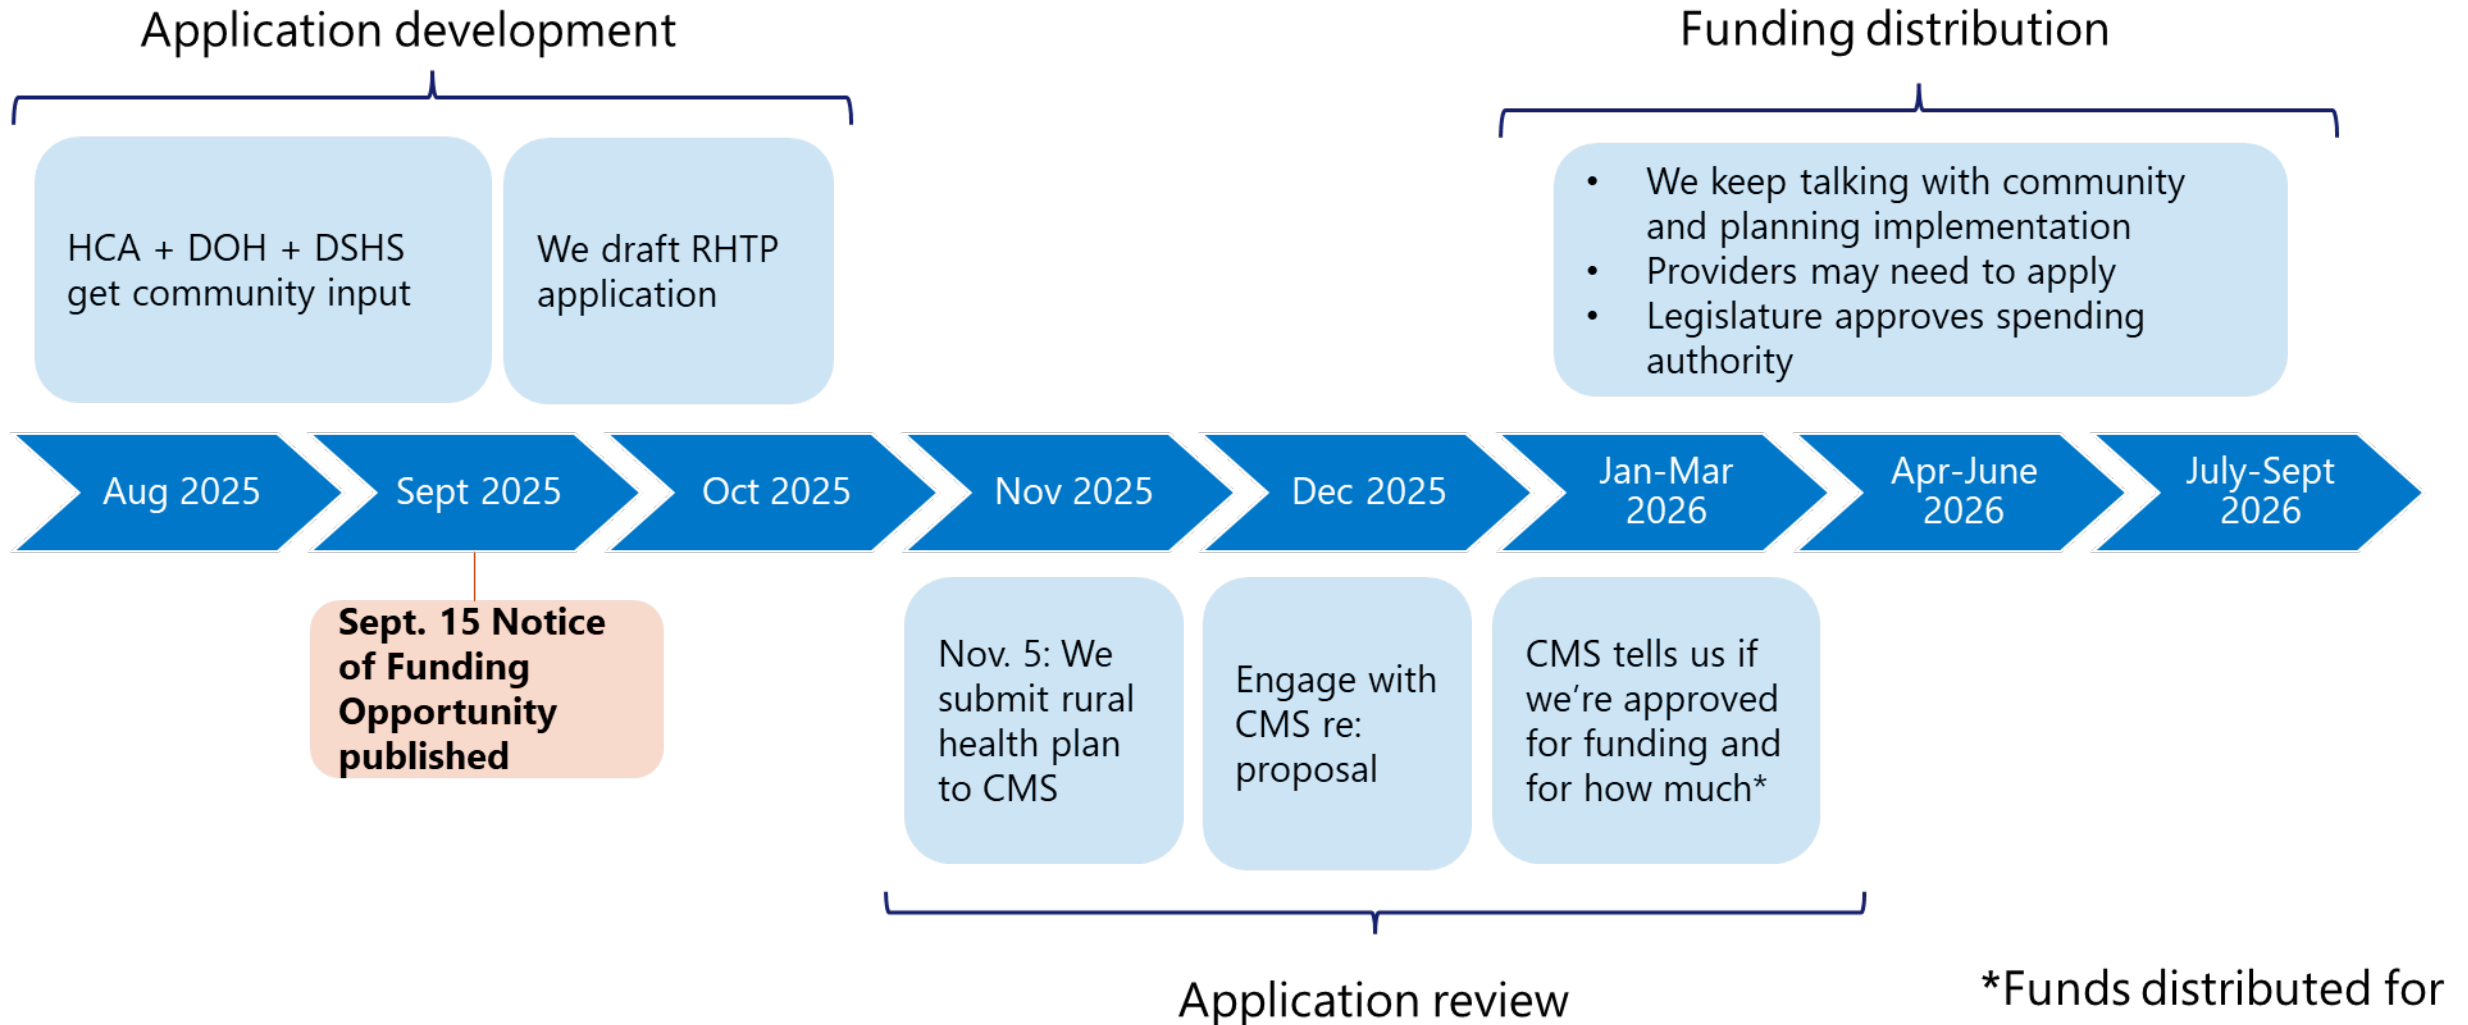 Application development
Funding distribution
HCA + DOH + DSHS
get community input
We draft RHTP
application
• We keep talking with community
and planning implementation
• Providers may need to apply
• Legislature approves spending
authority
Aug 2025
Sept 2025
Oct 2025
Nov 2025
Dec 2025
Jan-Mar
2026
Apr-June
2026
July-Sept
2026
Sept. 15 Notice
of Funding
Opportunity
published
Nov. 5: We
submit rural
health plan
to CMS
Engage with
CMS re:
proposal
CMS tells us if
we’re approved
for funding and
for how much*
Application review
*Funds distributed for